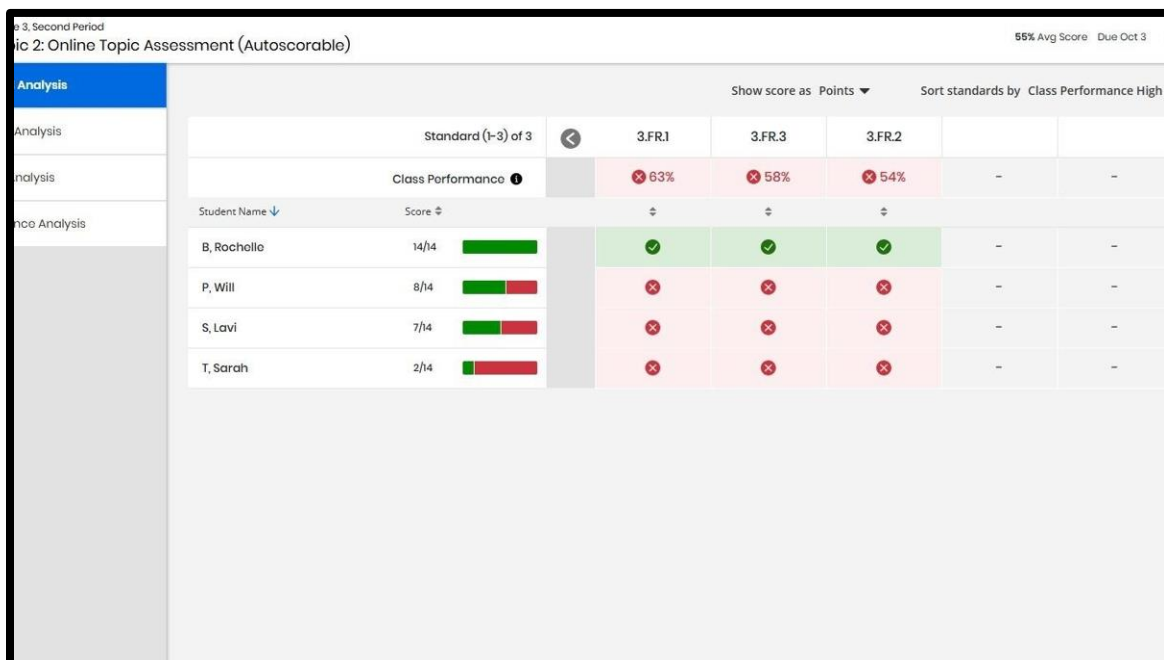 e 3, Second Period
ic 2: Online Topic Assessment (Autoscorable)
55% Avg Score Due Oct 3
Analysis
Show score as Points
Sort standards by Class Performance High
Analysis
Standard (1-3) of 3 3.FR.1 3.FR.3 3.FR.2
nalysis
Class Performance 63% 58% 54% - -
Student Name Score
nce Analysis
B, Rochelle 14/14 - -
P, Will 8/14 - -
S, Lavi 7/14 - -
T, Sarah 2/14 - -